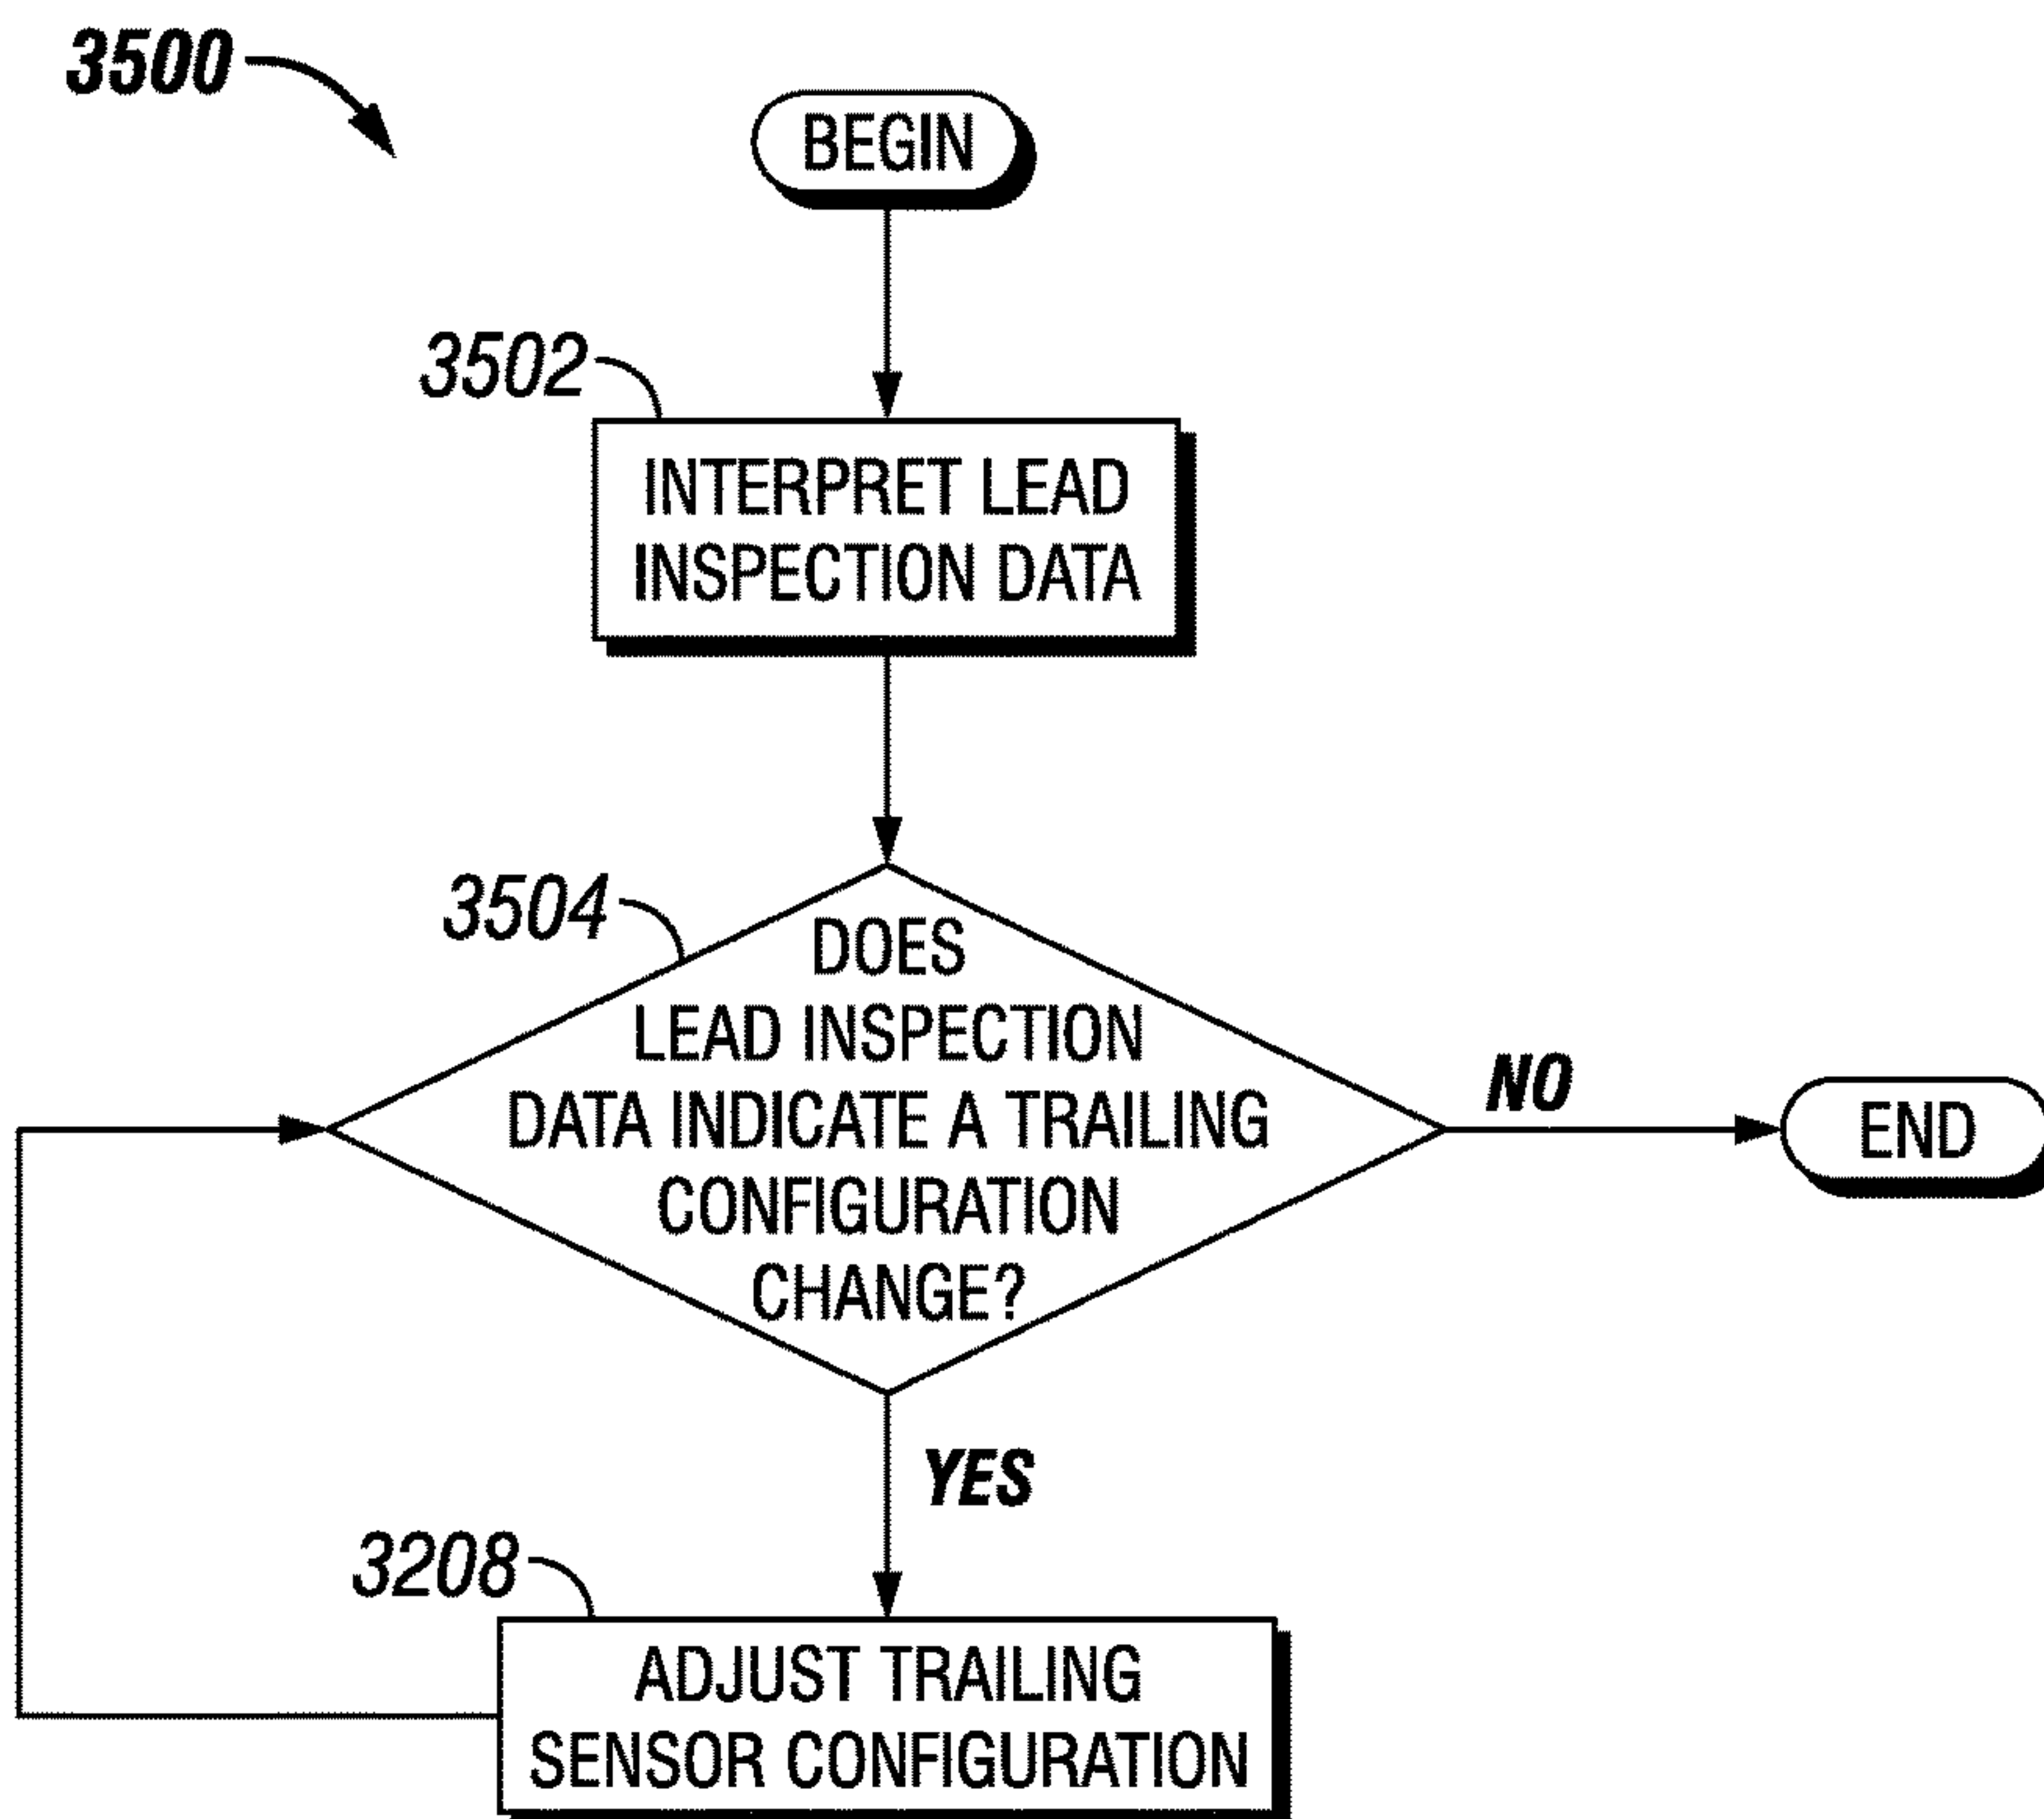 3500
BEGIN
3502
INTERPRET LEAD
INSPECTION DATA
3504
DOES
LEAD INSPECTION
DATA INDICATE A TRAILING
CONFIGURATION
CHANGE?
NO
END
YES
3208
ADJUST TRAILING
SENSOR CONFIGURATION